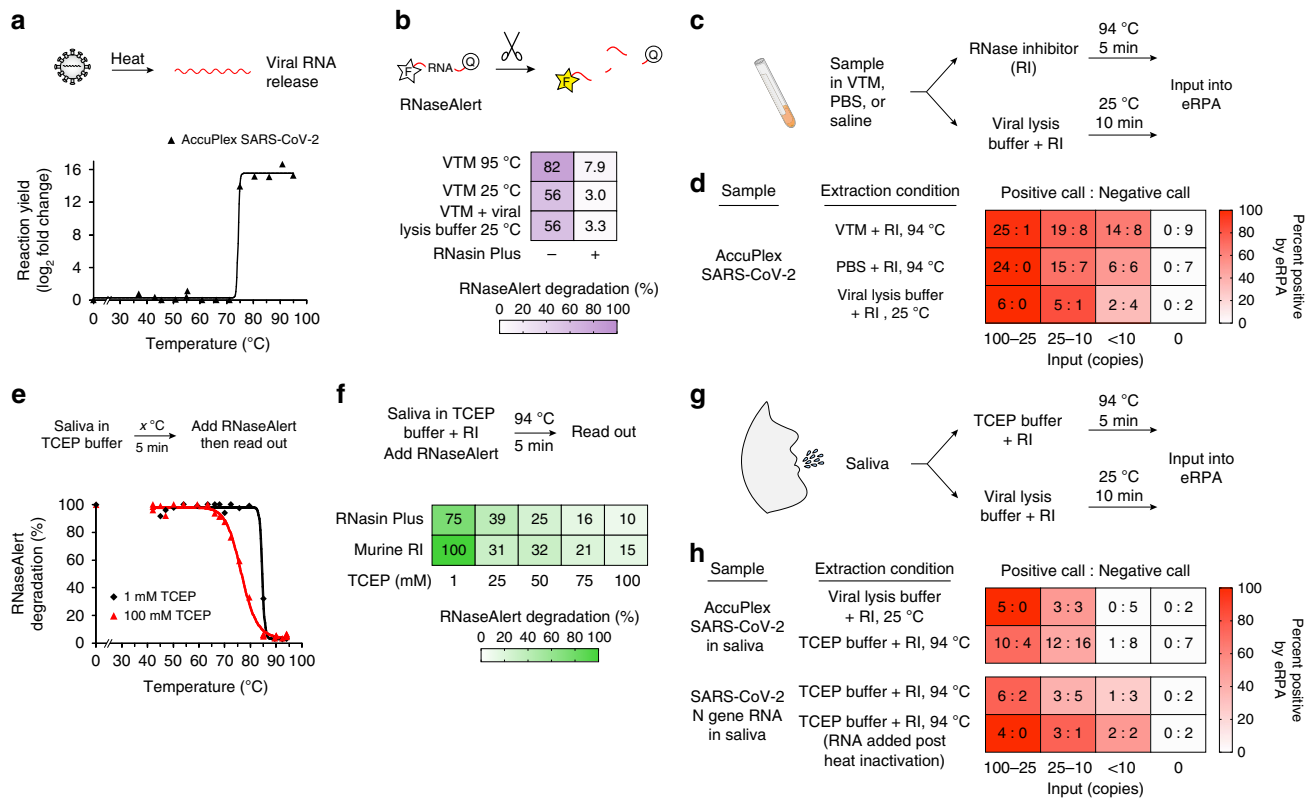 a
Heat
Viral RNA
release
AccuPlex SARS-CoV-2
Reaction yield
(log2 fold change)
16
12
8
4
0
0 30 40 50 60 70 80 90 100
Temperature (°C)
b
F RNA Q
F Q
RNaseAlert
VTM 95 °C 82 7.9
VTM 25 °C 56 3.0
VTM + viral
lysis buffer 25 °C 56 3.3
RNasin Plus – +
RNaseAlert degradation (%)
0 20 40 60 80 100
c
Sample
in VTM,
PBS, or
saline
RNase inhibitor
(RI)
94 °C
5 min
Viral lysis
buffer + RI
25 °C
10 min
Input into
eRPA
d
Sample Extraction condition Positive call : Negative call
AccuPlex
SARS-CoV-2
VTM + RI, 94 °C 25 : 1 19 : 8 14 : 8 0 : 9
PBS + RI, 94 °C 24 : 0 15 : 7 6 : 6 0 : 7
Viral lysis buffer
+ RI , 25 °C 6 : 0 5 : 1 2 : 4 0 : 2
100–25 25–10 <10 0
Input (copies)
100
80
60
40
20
0
Percent positive
by eRPA
e
Saliva in
TCEP buffer
x °C
5 min
Add RNaseAlert
then read out
RNaseAlert
degradation (%)
100
80
60
40
20
0
1 mM TCEP
100 mM TCEP
0 40 50 60 70 80 90 100
Temperature (°C)
f
Saliva in TCEP
buffer + RI
Add RNaseAlert
94 °C
5 min
Read out
RNasin Plus 75 39 25 16 10
Murine RI 100 31 32 21 15
TCEP (mM) 1 25 50 75 100
RNaseAlert degradation (%)
0 20 40 60 80 100
g
Saliva
TCEP buffer
+ RI
94 °C
5 min
Viral lysis
buffer + RI
25 °C
10 min
Input into
eRPA
h
Sample Extraction condition Positive call : Negative call
AccuPlex
SARS-CoV-2
in saliva
Viral lysis buffer
+ RI, 25 °C 5 : 0 3 : 3 0 : 5 0 : 2
TCEP buffer + RI, 94 °C 10 : 4 12 : 16 1 : 8 0 : 7
SARS-CoV-2
N gene RNA
in saliva
TCEP buffer + RI, 94 °C 6 : 2 3 : 5 1 : 3 0 : 2
TCEP buffer + RI, 94 °C
(RNA added post
heat inactivation) 4 : 0 3 : 1 2 : 2 0 : 2
100–25 25–10 <10 0
Input (copies)
100
80
60
40
20
0
Percent positive
by eRPA